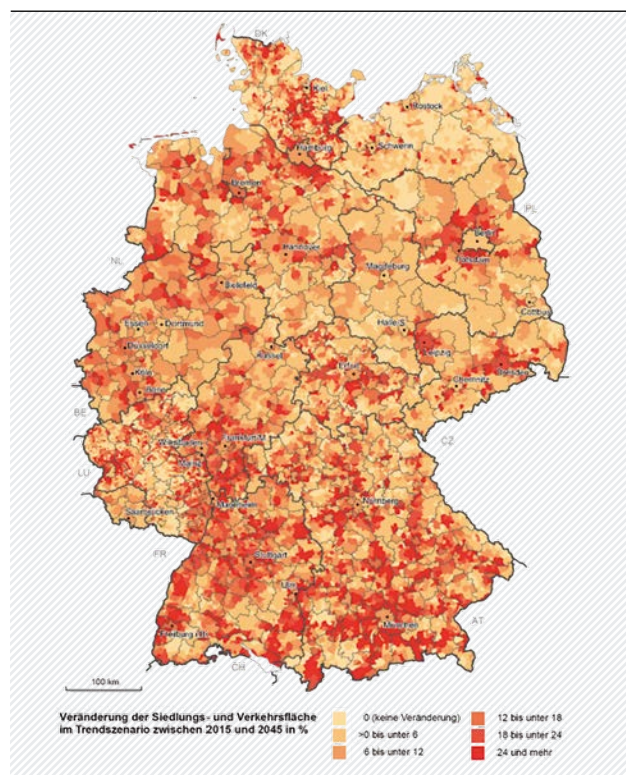 DK
Kiel
Rostock
Hamburg
Schwerin
Bremen
PL
NL
Hannover
Berlin
Potsdam
Magdeburg
Bielefeld
Cottbus
Essen
Dortmund
Halle/S.
Leipzig
Düsseldorf
Kassel
Dresden
Köln
Erfurt
Chemnitz
Bonn
BE
CZ
Wiesbaden
Frankfurt/M.
Mainz
LU
Nürnberg
Mannheim
Saarbrücken
FR
Stuttgart
Ulm
München
AT
Freiburg i.Br.
CH
100 km
Veränderung der Siedlungs- und Verkehrsfläche
im Trendszenario zwischen 2015 und 2045 in %
0 (keine Veränderung)
>0 bis unter 6
6 bis unter 12
12 bis unter 18
18 bis unter 24
24 und mehr